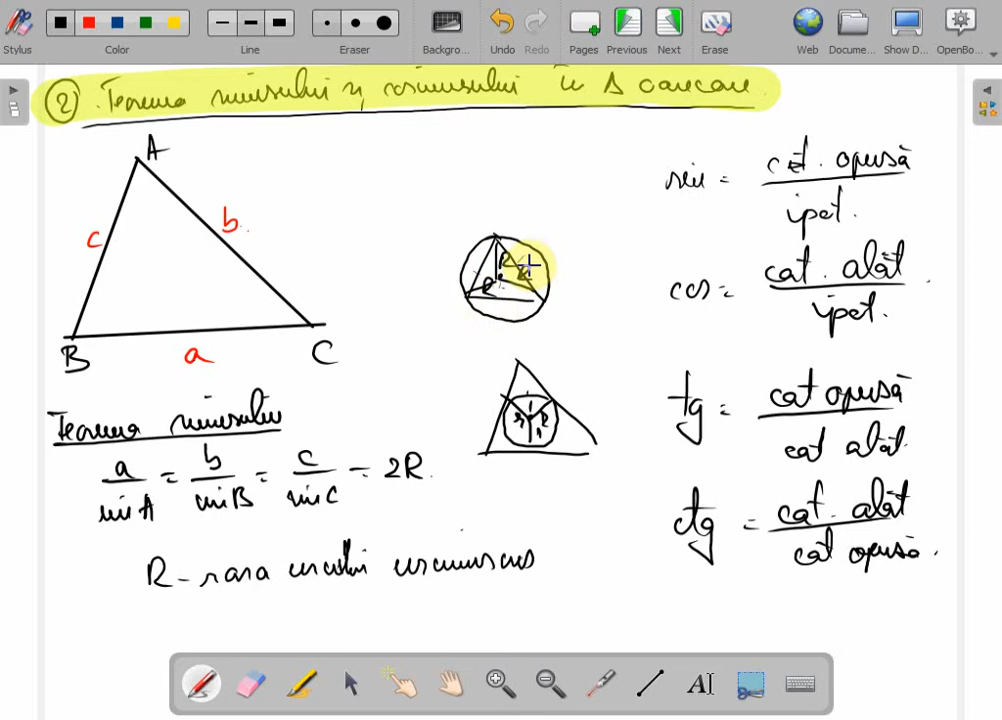 Stylus Color Line Eraser Backgro... Undo Redo Pages Previous Next Erase Web Docume... Show D... OpenBo...
2. Teorema sinusului și cosinusului în Δ oarecare
A
c
b
B
a
C
R
R
R
r
r
r
Teorema sinusului
a/sin A = b/sin B = c/sin C = 2R.
R - raza cercului circumscris
sin = cat. opusă/ipot.
cos = cat. alăt/ipot.
tg = cat opusă/cat alăt.
ctg = cat. alăt/cat opusă.
AI